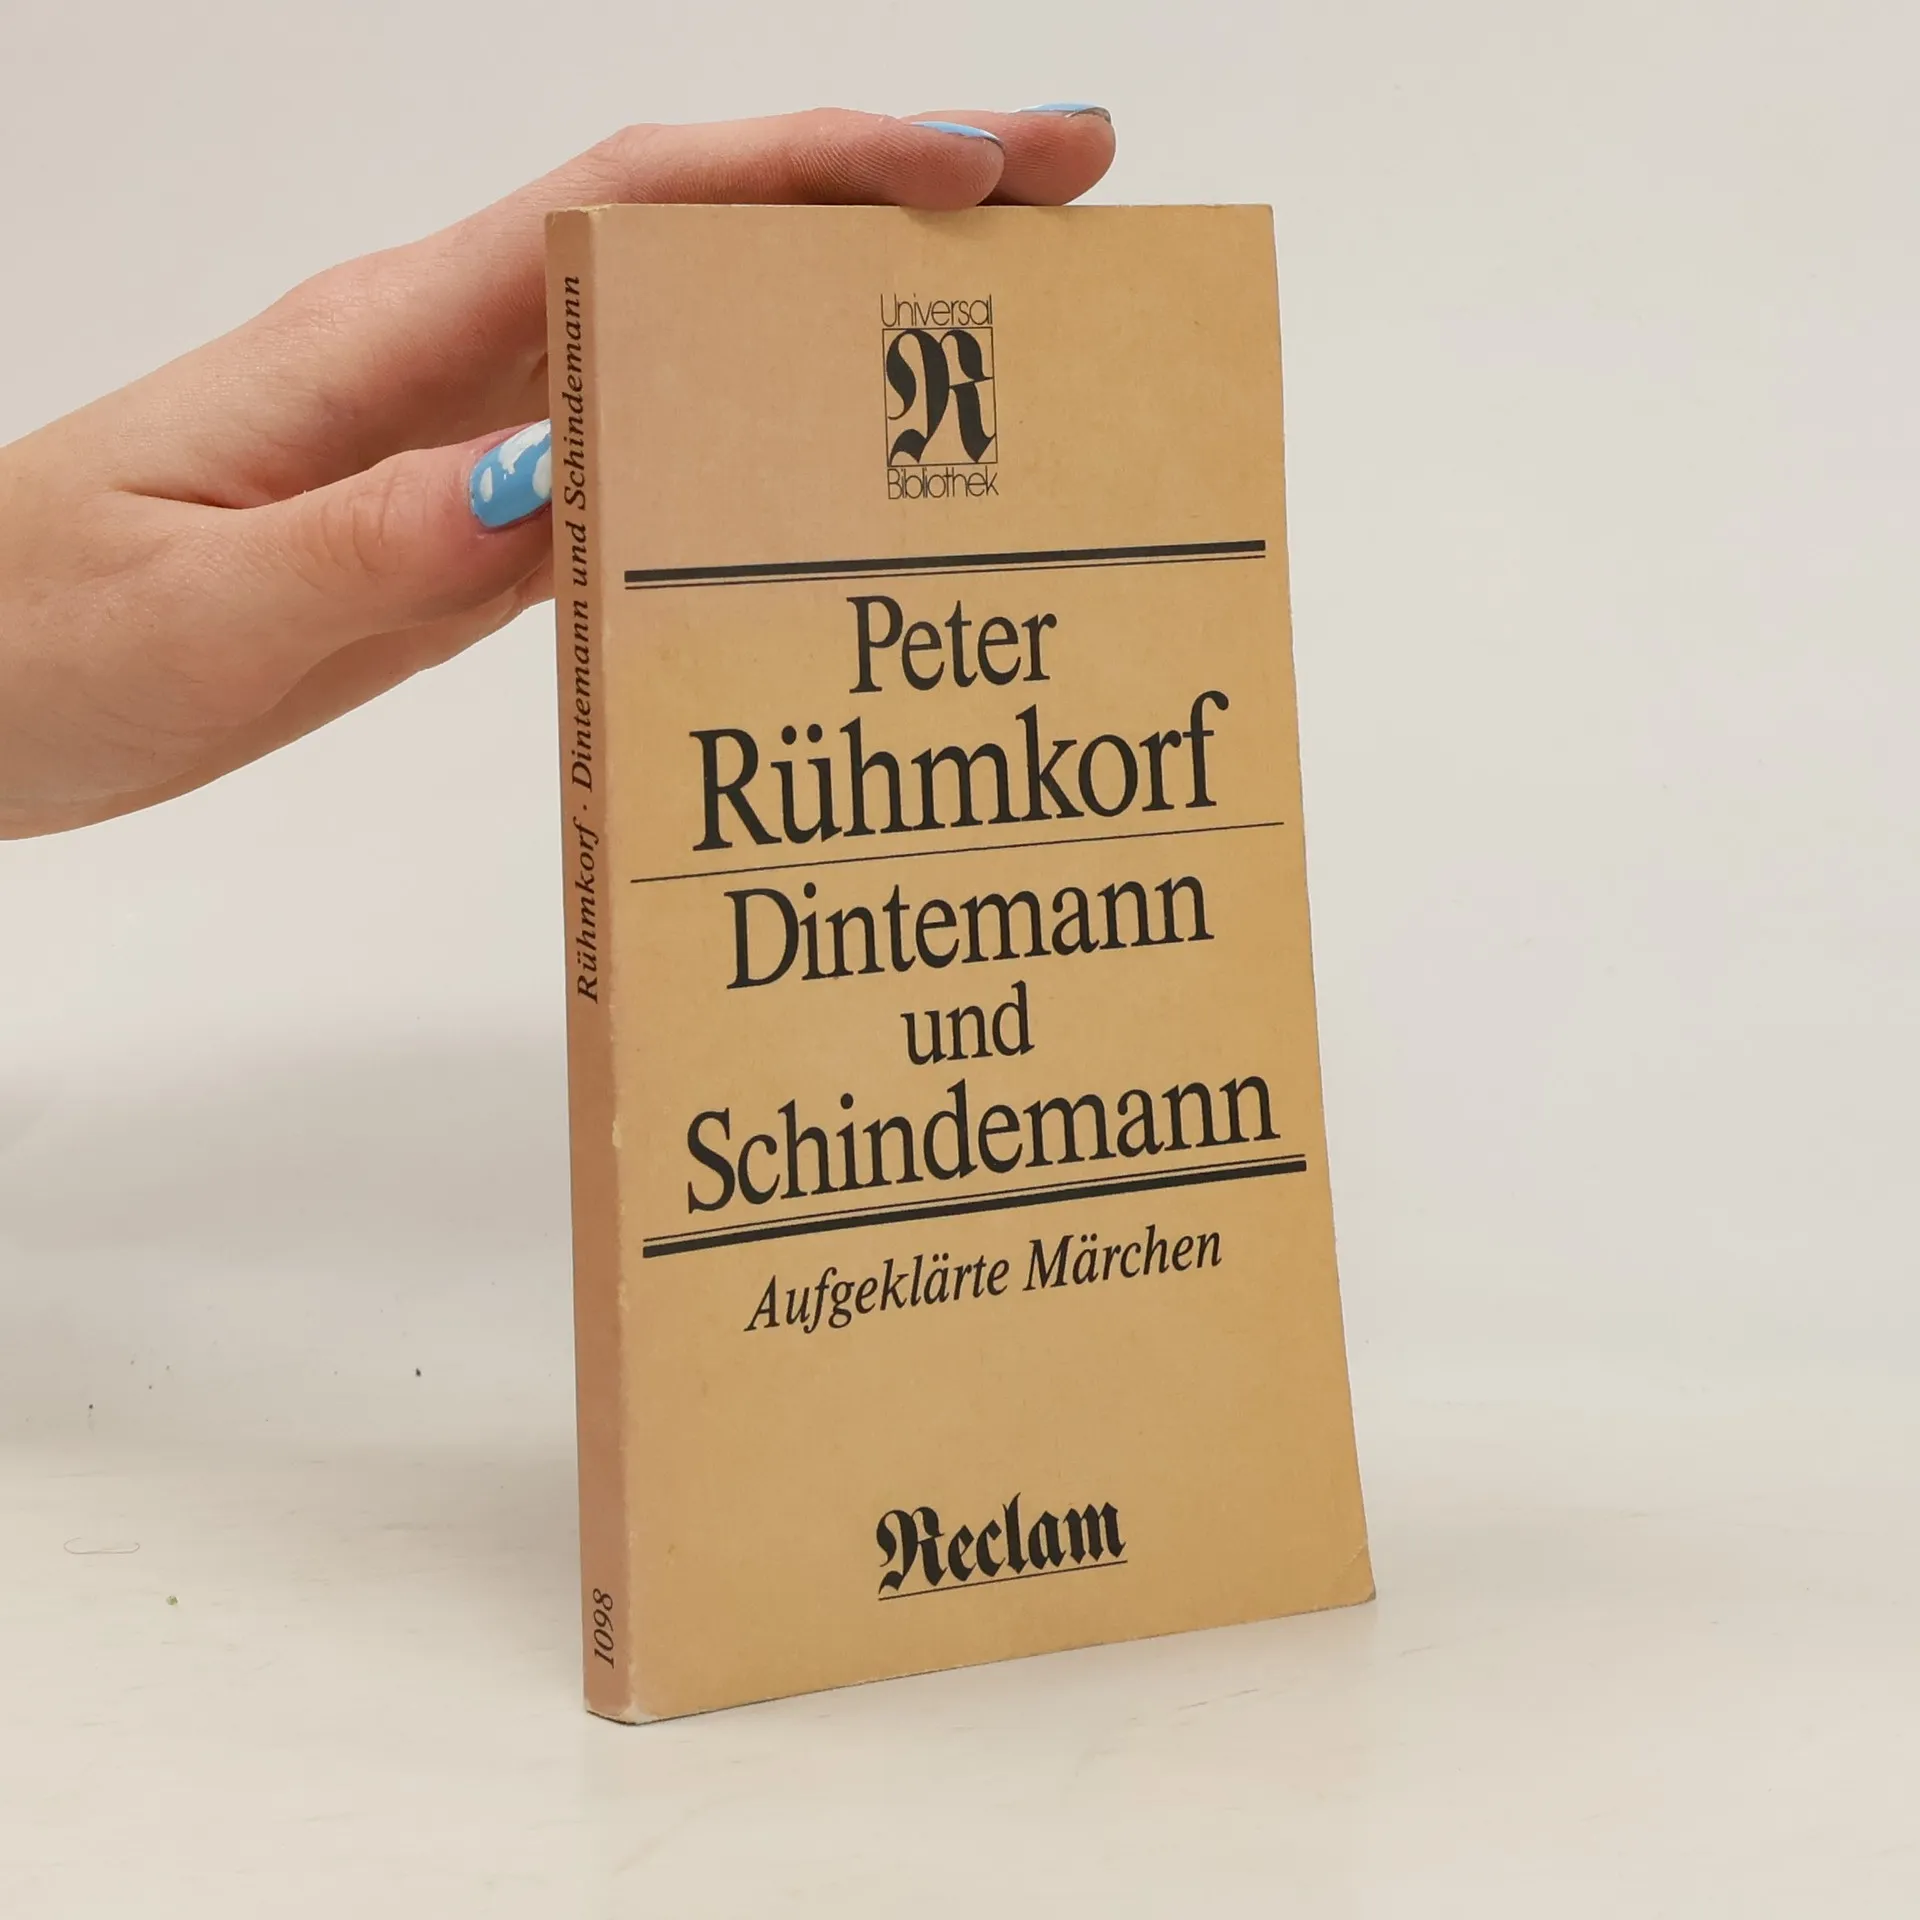 Rühmkorf · Dintemann und Schindemann
1098
Universal
R
Bibliothek
Peter
Rühmkorf
Dintemann
und
Schindemann
Aufgeklärte Märchen
Reclam